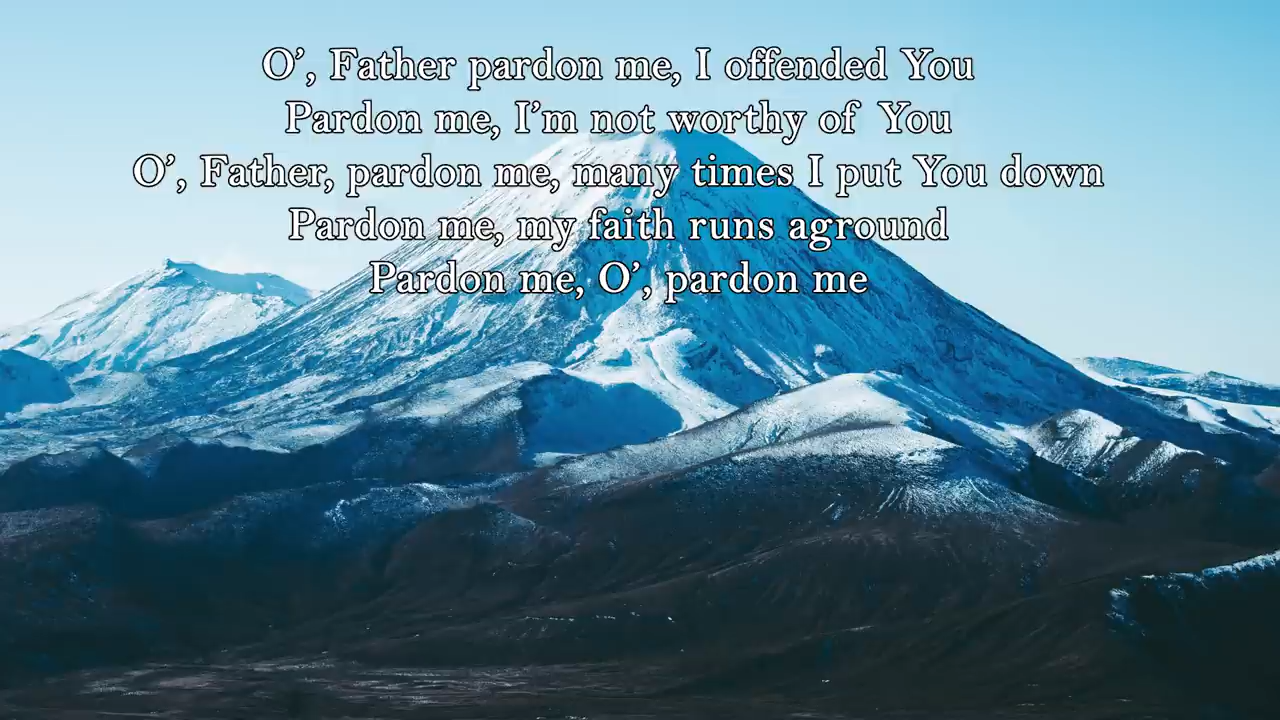 O’, Father pardon me, I offended You
Pardon me, I’m not worthy of You
O’, Father, pardon me, many times I put You down
Pardon me, my faith runs aground
Pardon me, O’, pardon me